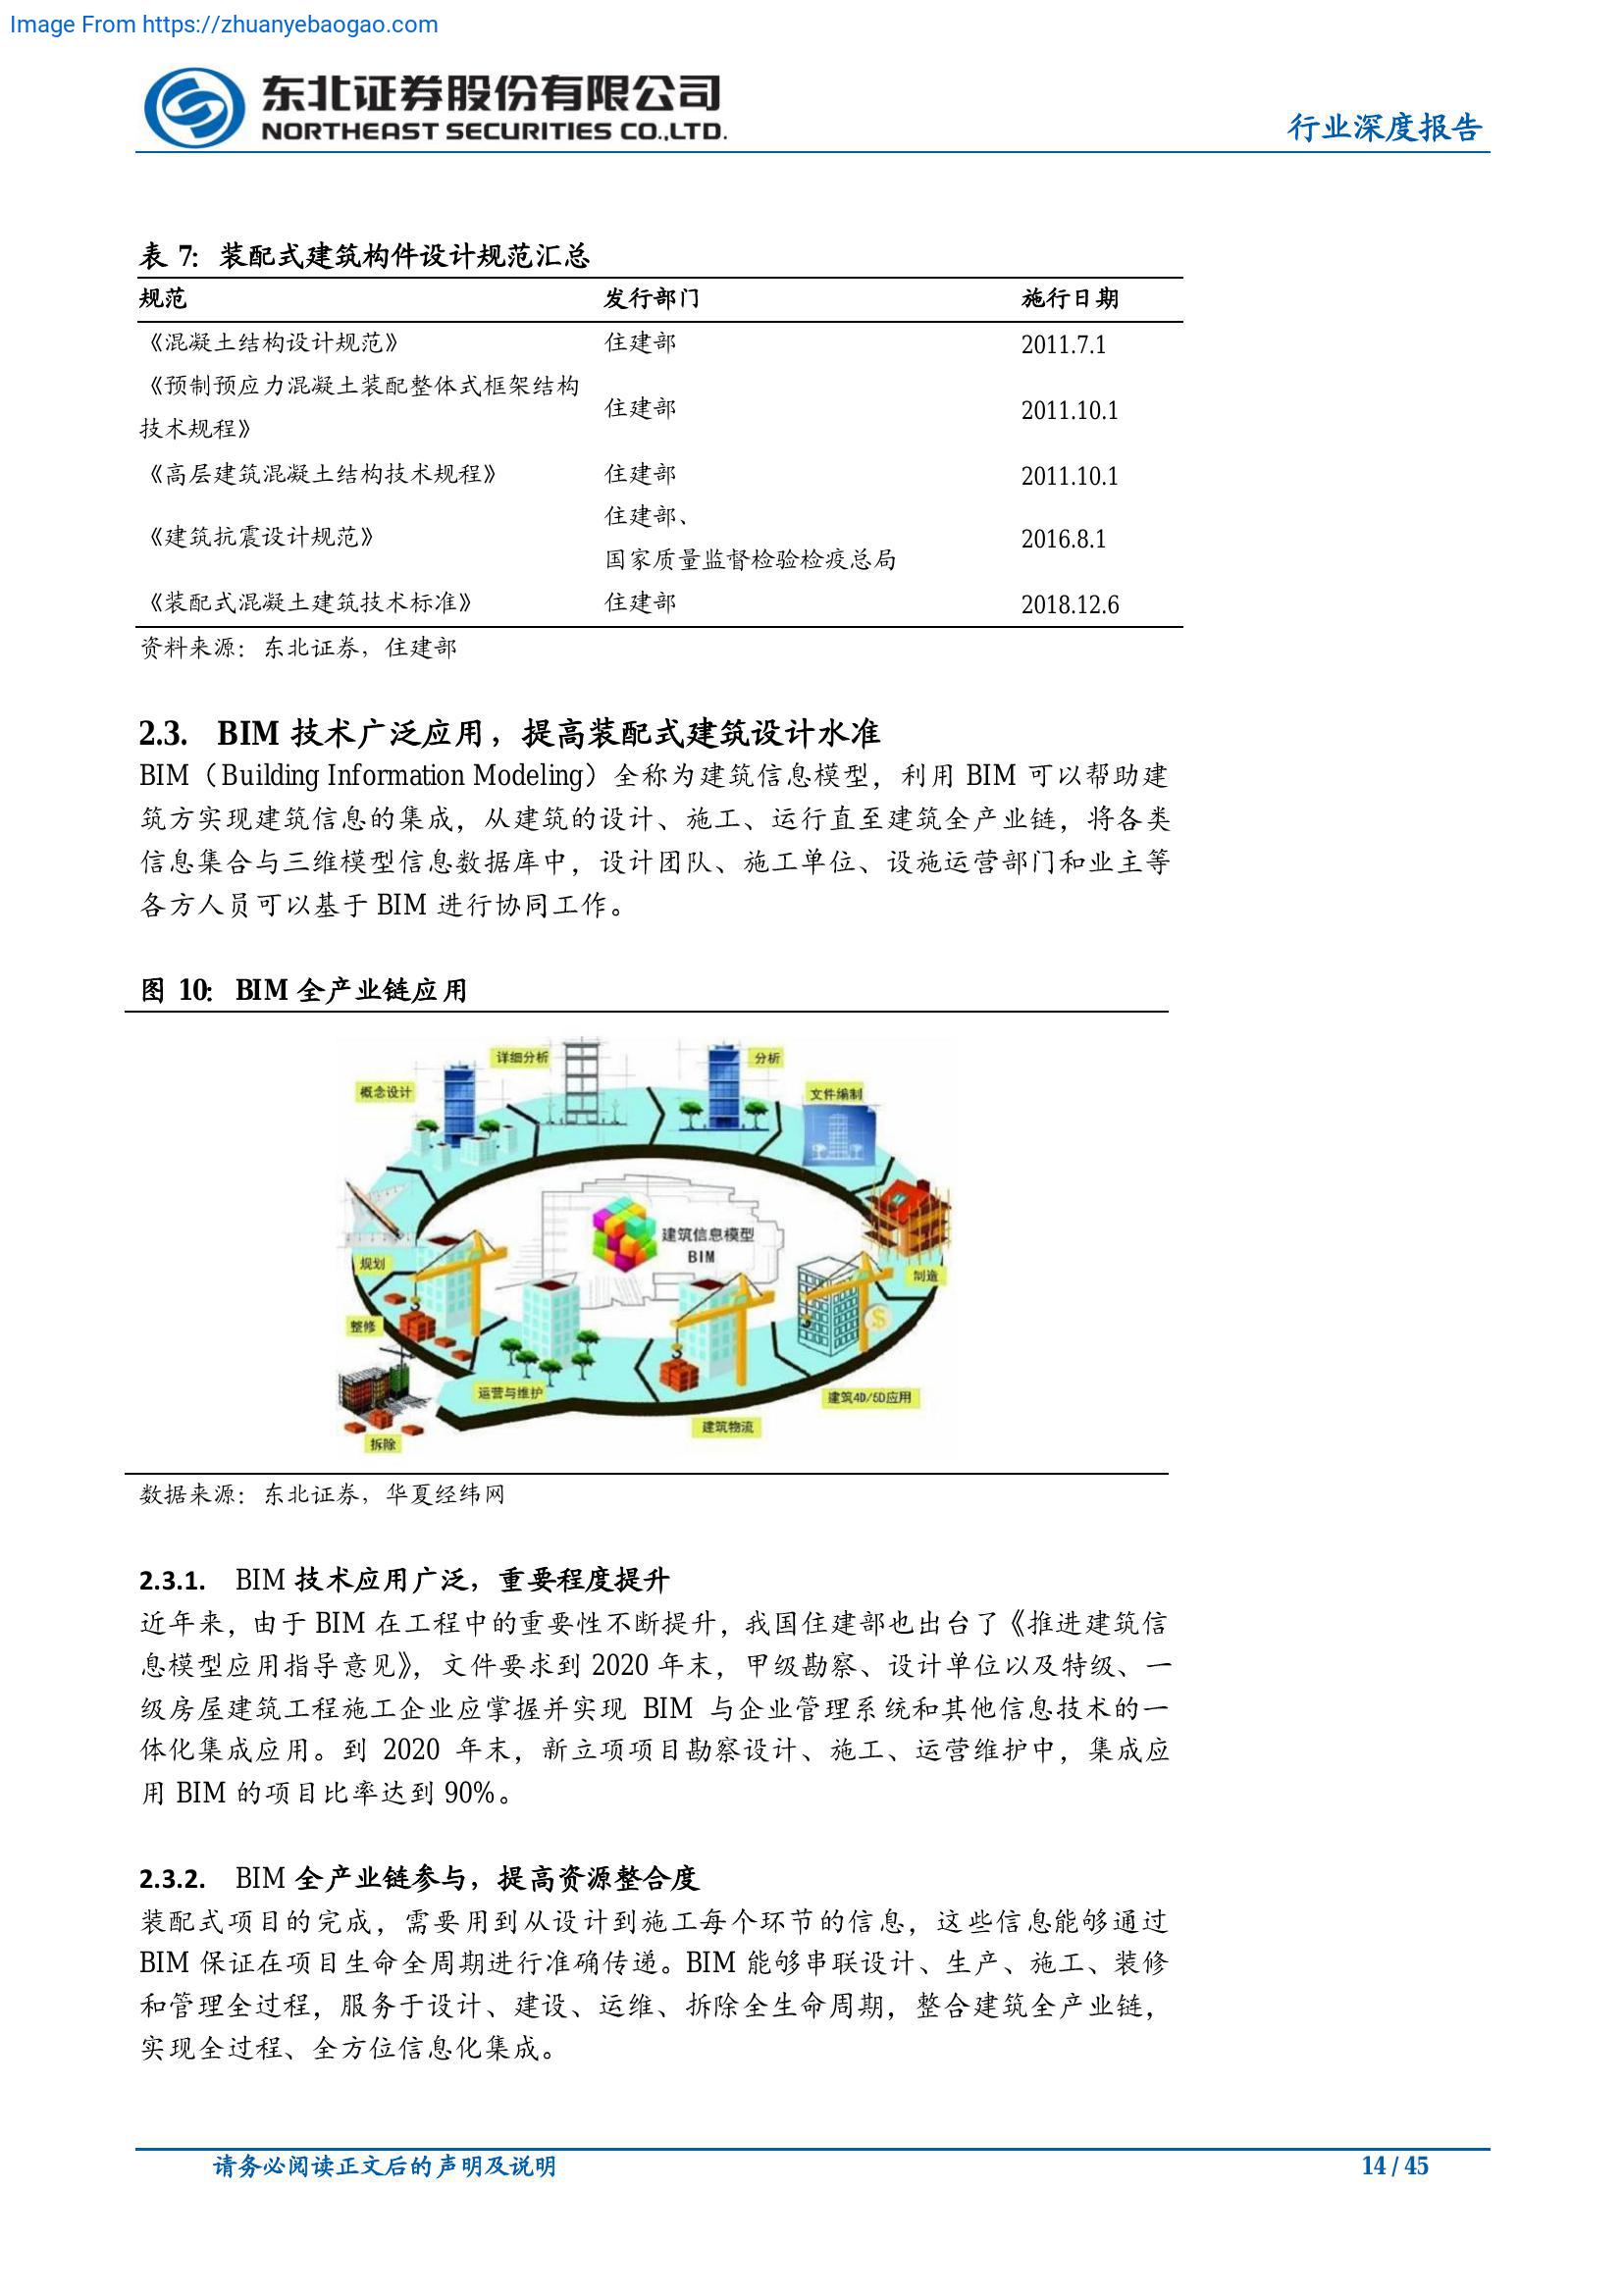 Image From https://zhuanyebaogao.com
东北证券股份有限公司
NORTHEAST SECURITIES CO.,LTD.
行业深度报告
表 7：装配式建筑构件设计规范汇总
规范 发行部门 施行日期
《混凝土结构设计规范》 住建部 2011.7.1
《预制预应力混凝土装配整体式框架结构
技术规程》 住建部 2011.10.1
《高层建筑混凝土结构技术规程》 住建部 2011.10.1
《建筑抗震设计规范》 住建部、
国家质量监督检验检疫总局 2016.8.1
《装配式混凝土建筑技术标准》 住建部 2018.12.6
资料来源：东北证券，住建部
2.3. BIM 技术广泛应用，提高装配式建筑设计水准
BIM（Building Information Modeling）全称为建筑信息模型，利用 BIM 可以帮助建
筑方实现建筑信息的集成，从建筑的设计、施工、运行直至建筑全产业链，将各类
信息集合与三维模型信息数据库中，设计团队、施工单位、设施运营部门和业主等
各方人员可以基于 BIM 进行协同工作。
图 10：BIM 全产业链应用
详细分析
分析
概念设计
文件编制
建筑信息模型
BIM
规划
制造
整修
运营与维护
建筑4D/5D应用
建筑物流
拆除
数据来源：东北证券，华夏经纬网
2.3.1. BIM 技术应用广泛，重要程度提升
近年来，由于 BIM 在工程中的重要性不断提升，我国住建部也出台了《推进建筑信
息模型应用指导意见》，文件要求到 2020 年末，甲级勘察、设计单位以及特级、一
级房屋建筑工程施工企业应掌握并实现 BIM 与企业管理系统和其他信息技术的一
体化集成应用。到 2020 年末，新立项项目勘察设计、施工、运营维护中，集成应
用 BIM 的项目比率达到 90%。
2.3.2. BIM 全产业链参与，提高资源整合度
装配式项目的完成，需要用到从设计到施工每个环节的信息，这些信息能够通过
BIM 保证在项目生命全周期进行准确传递。BIM 能够串联设计、生产、施工、装修
和管理全过程，服务于设计、建设、运维、拆除全生命周期，整合建筑全产业链，
实现全过程、全方位信息化集成。
请务必阅读正文后的声明及说明
14 / 45